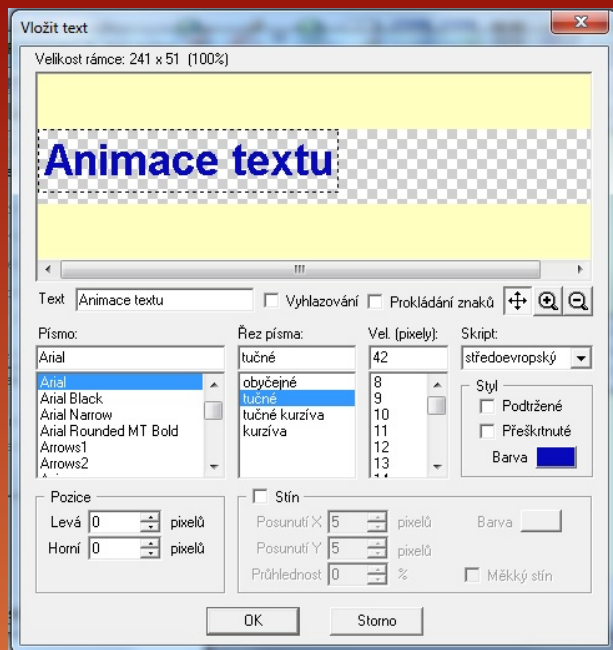 Vložit text
Velikost rámce: 241 x 51 (100%)
Animace textu
Text Animace textu Vyhlazování Prokládání znaků
Písmo: Řez písma: Vel. (pixely): Skript:
Arial tučné 42 středoevropský
Arial obyčejné 8 Styl
Arial Black tučné 9 Podtržené
Arial Narrow tučné kurzíva 10 Přeškrtnuté
Arial Rounded MT Bold kurzíva 11 Barva
Arrows1 12
Arrows2 13
Pozice Stín
Levá 0 pixelů Posunutí X 5 pixelů Barva
Horní 0 pixelů Posunutí Y 5 pixelů
Průhlednost 0 % Měkký stín
OK Storno